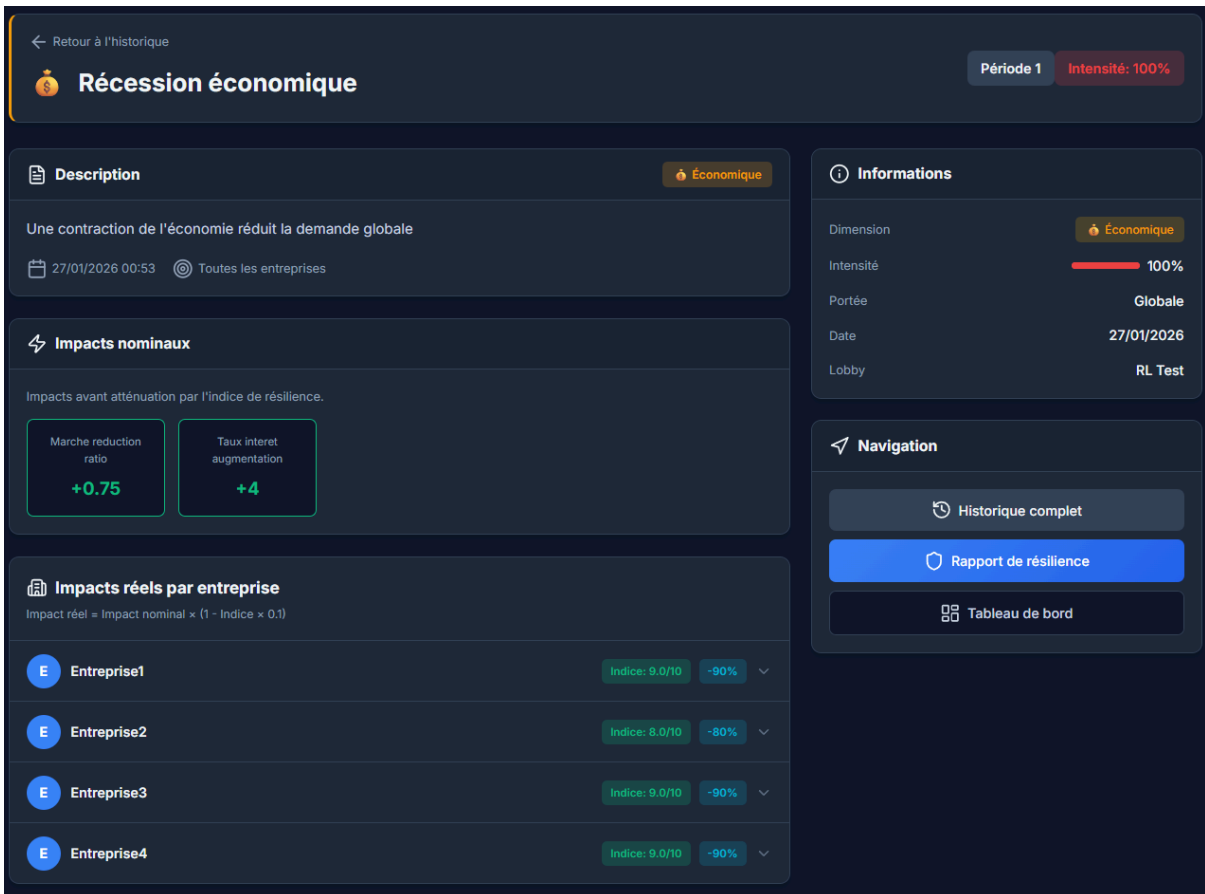 Retour à l'historique
Récession économique
Période 1
Intensité: 100%
Description
Économique
Une contraction de l'économie réduit la demande globale
27/01/2026 00:53
Toutes les entreprises
Impacts nominaux
Impacts avant atténuation par l'indice de résilience.
Marche reduction
ratio
+0.75
Taux interet
augmentation
+4
Impacts réels par entreprise
Impact réel = Impact nominal × (1 - Indice × 0.1)
E Entreprise1 Indice: 9.0/10 -90%
E Entreprise2 Indice: 8.0/10 -80%
E Entreprise3 Indice: 9.0/10 -90%
E Entreprise4 Indice: 9.0/10 -90%
Informations
Dimension Économique
Intensité 100%
Portée Globale
Date 27/01/2026
Lobby RL Test
Navigation
Historique complet
Rapport de résilience
Tableau de bord